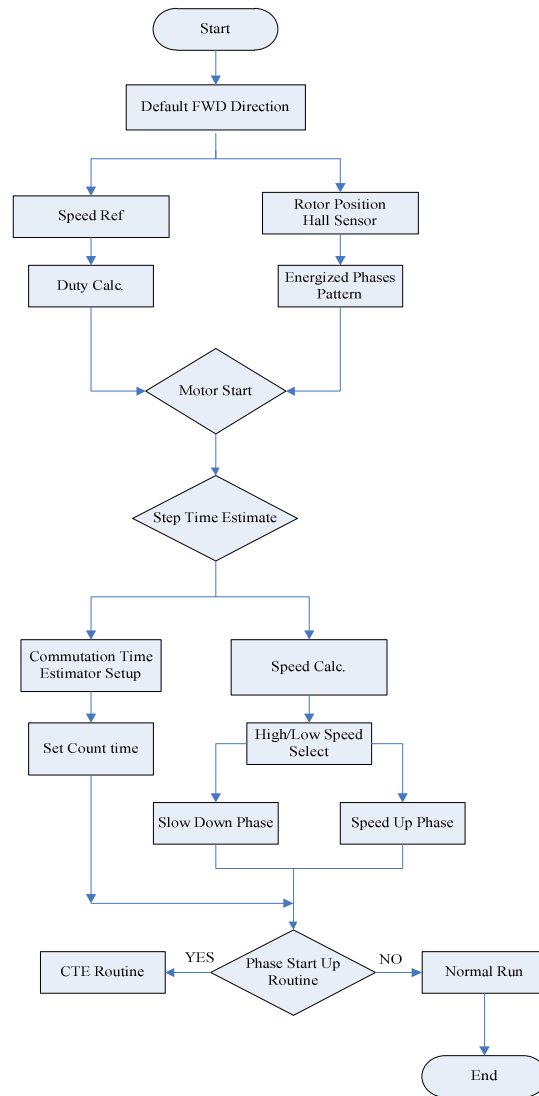 Start
Default FWD Direction
Speed Ref
Rotor Position
Hall Sensor
Duty Calc.
Energized Phases
Pattern
Motor Start
Step Time Estimate
Commutation Time
Estimator Setup
Speed Calc.
Set Count time
High/Low Speed
Select
Slow Down Phase
Speed Up Phase
CTE Routine
YES
Phase Start Up
Routine
NO
Normal Run
End